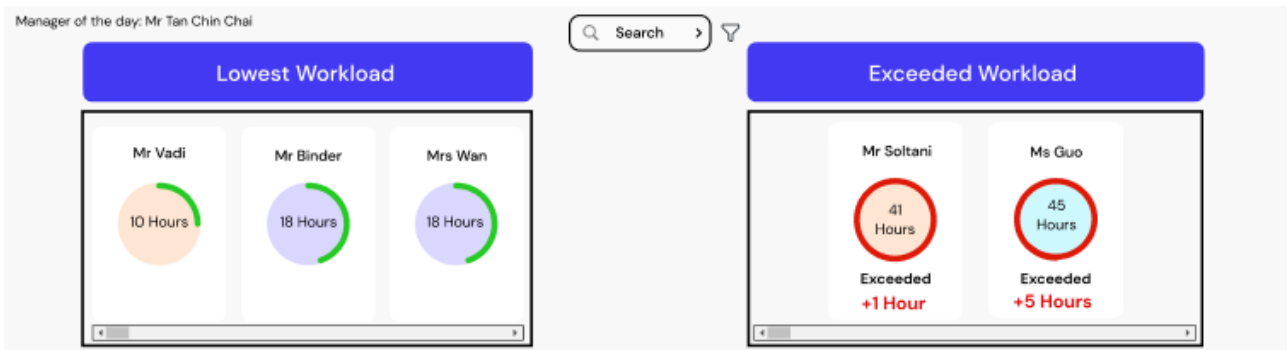 Manager of the day: Mr Tan Chin Chai
Search
Lowest Workload
Mr Vadi
10 Hours
Mr Binder
18 Hours
Mrs Wan
18 Hours
Exceeded Workload
Mr Soltani
41
Hours
Exceeded
+1 Hour
Ms Guo
45
Hours
Exceeded
+5 Hours